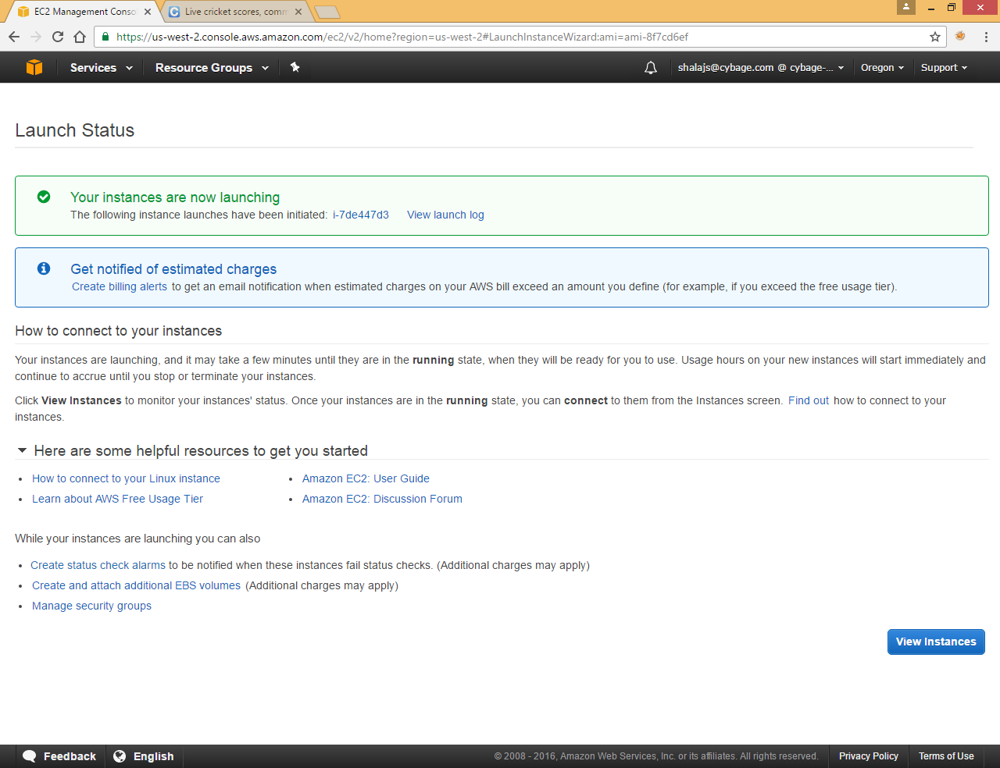 EC2 Management Conso
Live cricket scores, comm
https://us-west-2.console.aws.amazon.com/ec2/v2/home?region=us-west-2#LaunchInstanceWizard:ami=ami-8f7cd6ef
Services Resource Groups shalajs@cybage.com @ cybage-... Oregon Support
Launch Status
Your instances are now launching
The following instance launches have been initiated: i-7de447d3 View launch log
Get notified of estimated charges
Create billing alerts to get an email notification when estimated charges on your AWS bill exceed an amount you define (for example, if you exceed the free usage tier).
How to connect to your instances
Your instances are launching, and it may take a few minutes until they are in the running state, when they will be ready for you to use. Usage hours on your new instances will start immediately and
continue to accrue until you stop or terminate your instances.
Click View Instances to monitor your instances' status. Once your instances are in the running state, you can connect to them from the Instances screen. Find out how to connect to your
instances.
Here are some helpful resources to get you started
• How to connect to your Linux instance
• Amazon EC2: User Guide
• Learn about AWS Free Usage Tier
• Amazon EC2: Discussion Forum
While your instances are launching you can also
• Create status check alarms to be notified when these instances fail status checks. (Additional charges may apply)
• Create and attach additional EBS volumes (Additional charges may apply)
• Manage security groups
View Instances
Feedback English © 2008 - 2016, Amazon Web Services, Inc. or its affiliates. All rights reserved. Privacy Policy Terms of Use